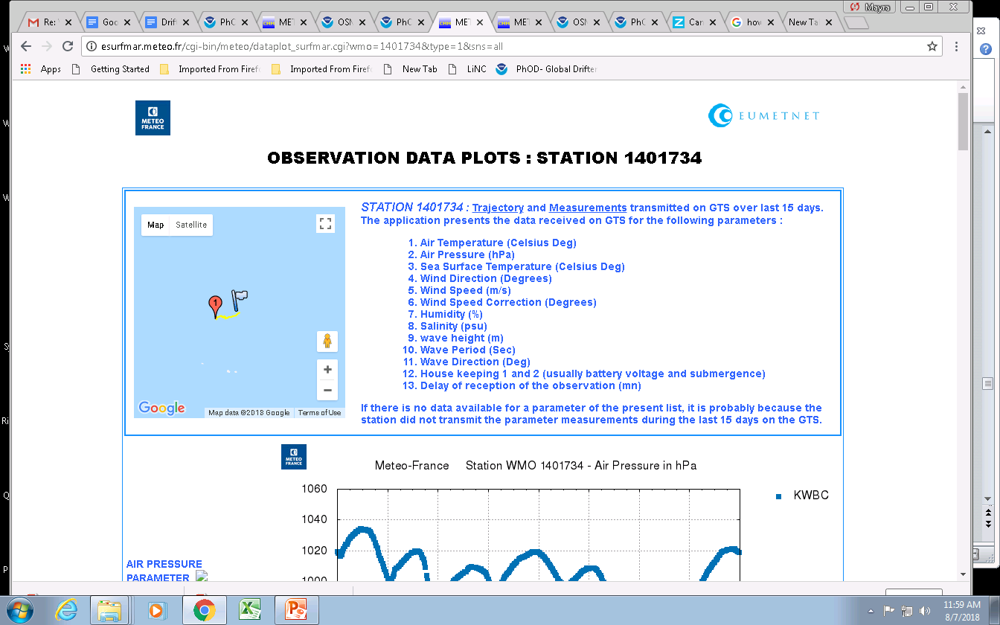 Mayra
Re:
Goo
Drift
PhO
MET
OSM
PhO
MET
MET
OSM
PhO
Can
how
New Ta
esurfmar.meteo.fr/cgi-bin/meteo/dataplot_surfmar.cgi?wmo=1401734&type=1&sns=all
Apps Getting Started Imported From Firef Imported From Firef New Tab LiNC PhOD- Global Drifter
METEO
FRANCE
EUMETNET
OBSERVATION DATA PLOTS : STATION 1401734
Map Satellite
1
Google
Map data ©2018 Google Terms of Use
STATION 1401734 : Trajectory and Measurements transmitted on GTS over last 15 days.
The application presents the data received on GTS for the following parameters :
1. Air Temperature (Celsius Deg)
2. Air Pressure (hPa)
3. Sea Surface Temperature (Celsius Deg)
4. Wind Direction (Degrees)
5. Wind Speed (m/s)
6. Wind Speed Correction (Degrees)
7. Humidity (%)
8. Salinity (psu)
9. wave height (m)
10. Wave Period (Sec)
11. Wave Direction (Deg)
12. House keeping 1 and 2 (usually battery voltage and submergence)
13. Delay of reception of the observation (mn)
If there is no data available for a parameter of the present list, it is probably because the
station did not transmit the parameter measurements during the last 15 days on the GTS.
METEO
FRANCE
Meteo-France Station WMO 1401734 - Air Pressure in hPa
1060
KWBC
1040
1020
1000
AIR PRESSURE
PARAMETER
11:59 AM
8/7/2018